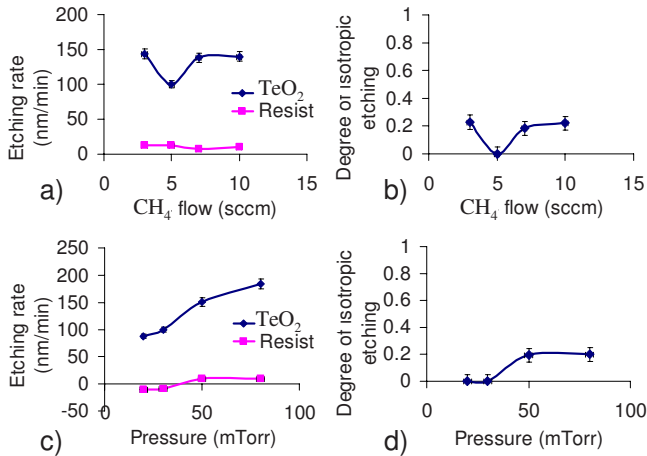 200
150
100
50
0
0
5
10
15
Etching rate
(nm/min)
TeO₂
Resist
a)
CH₄ flow (sccm)
1
0.8
0.6
0.4
0.2
0
0
5
10
15
Degree of isotropic
etching
b)
CH₄ flow (sccm)
250
200
150
100
50
0
-50
0
50
100
Etching rate
(nm/min)
TeO₂
Resist
c)
Pressure (mTorr)
1
0.8
0.6
0.4
0.2
0
0
50
100
Degree of isotropic
etching
d)
Pressure (mTorr)